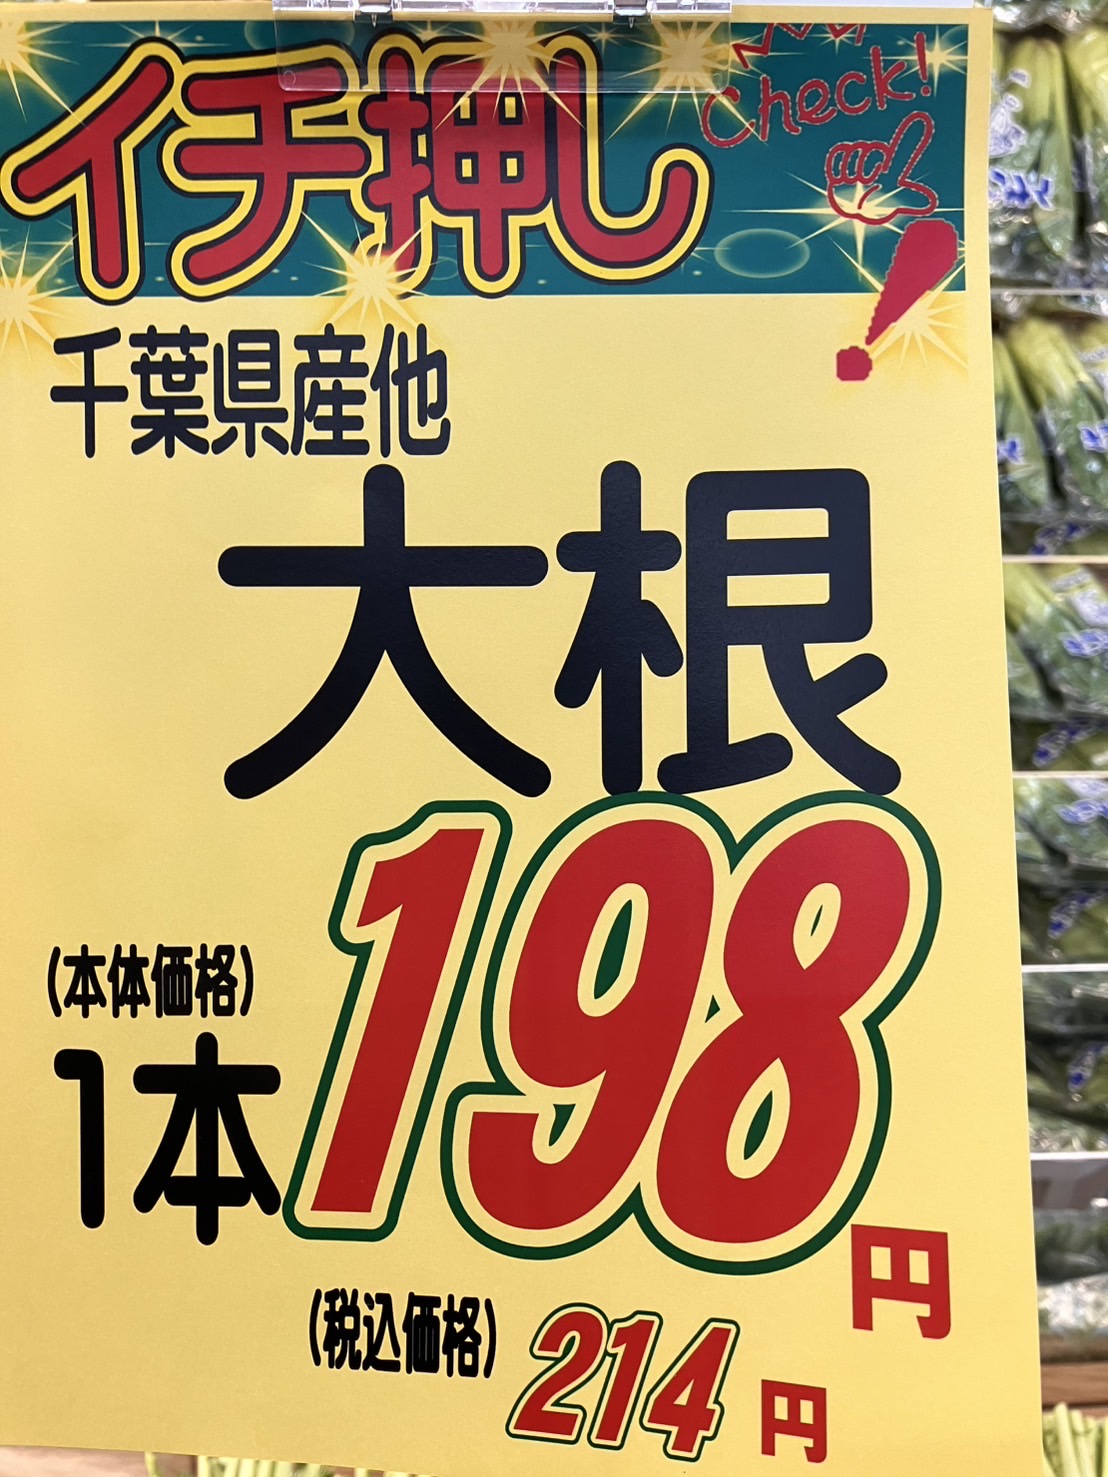 イチ押し
Check!
千葉県産他
大根
(本体価格)
1本
198円
(税込価格) 214円